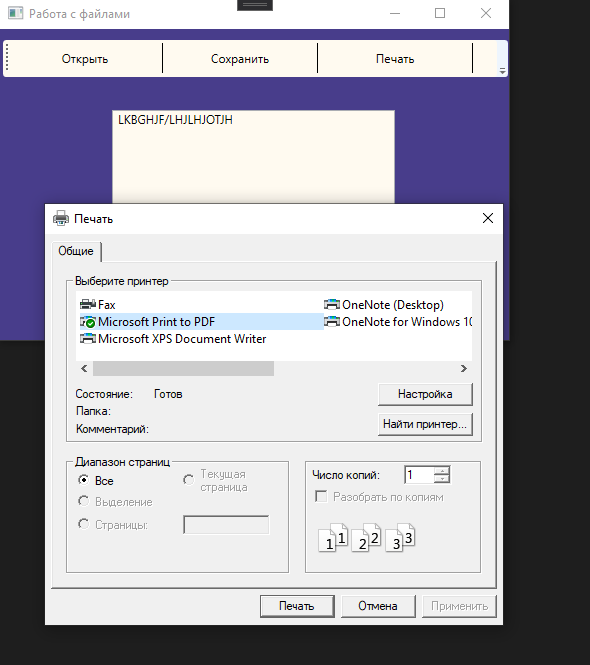 Работа с файлами
Открыть Сохранить Печать
LKBGHJF/LHJLHJOTJH
Печать
Общие
Выберите принтер
Fax OneNote (Desktop)
Microsoft Print to PDF OneNote for Windows 10
Microsoft XPS Document Writer
Состояние: Готов Настройка
Папка:
Комментарий: Найти принтер...
Диапазон страниц
Все Текущая
страница
Выделение
Страницы:
Число копий: 1
Разобрать по копиям
1 1 2 2 3 3
Печать Отмена Применить